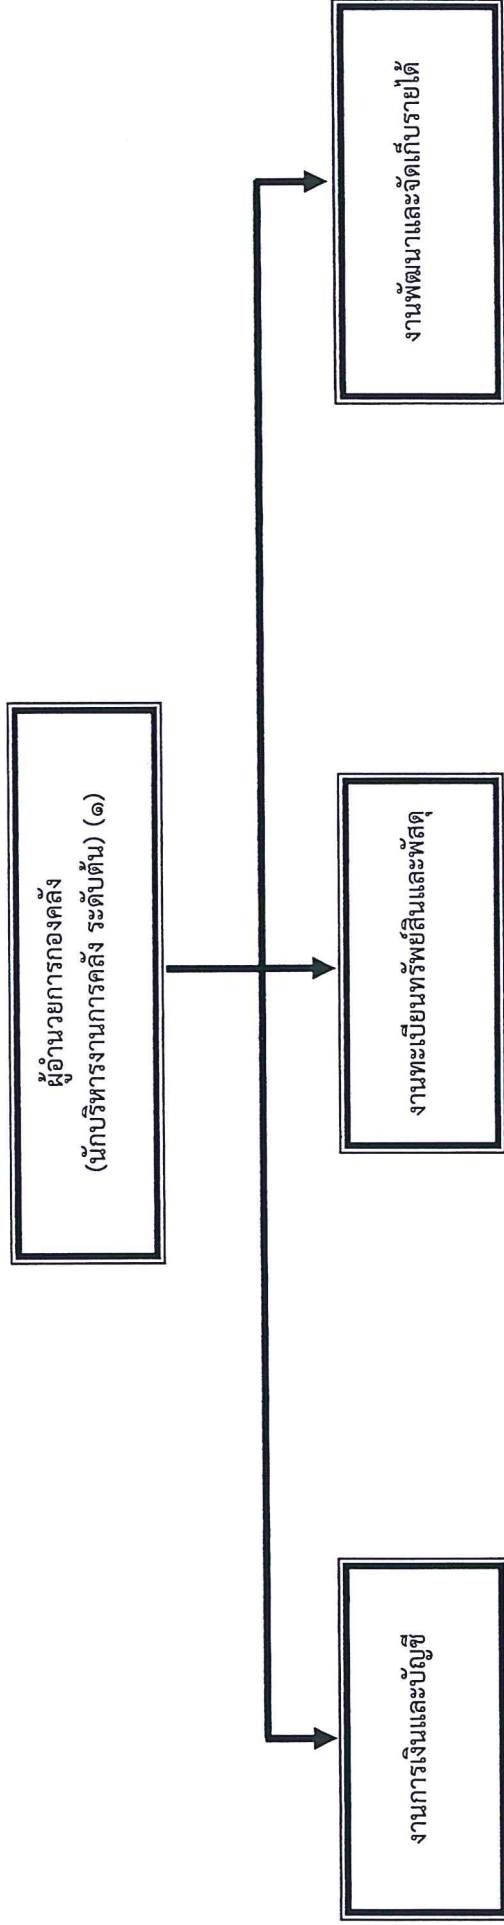 ผู้อำนวยการกองคลัง
(นักบริหารงานการคลัง ระดับต้น) (๑)
งานการเงินและบัญชี
งานทะเบียนทรัพย์สินและพัสดุ
งานพัฒนาและจัดเก็บรายได้